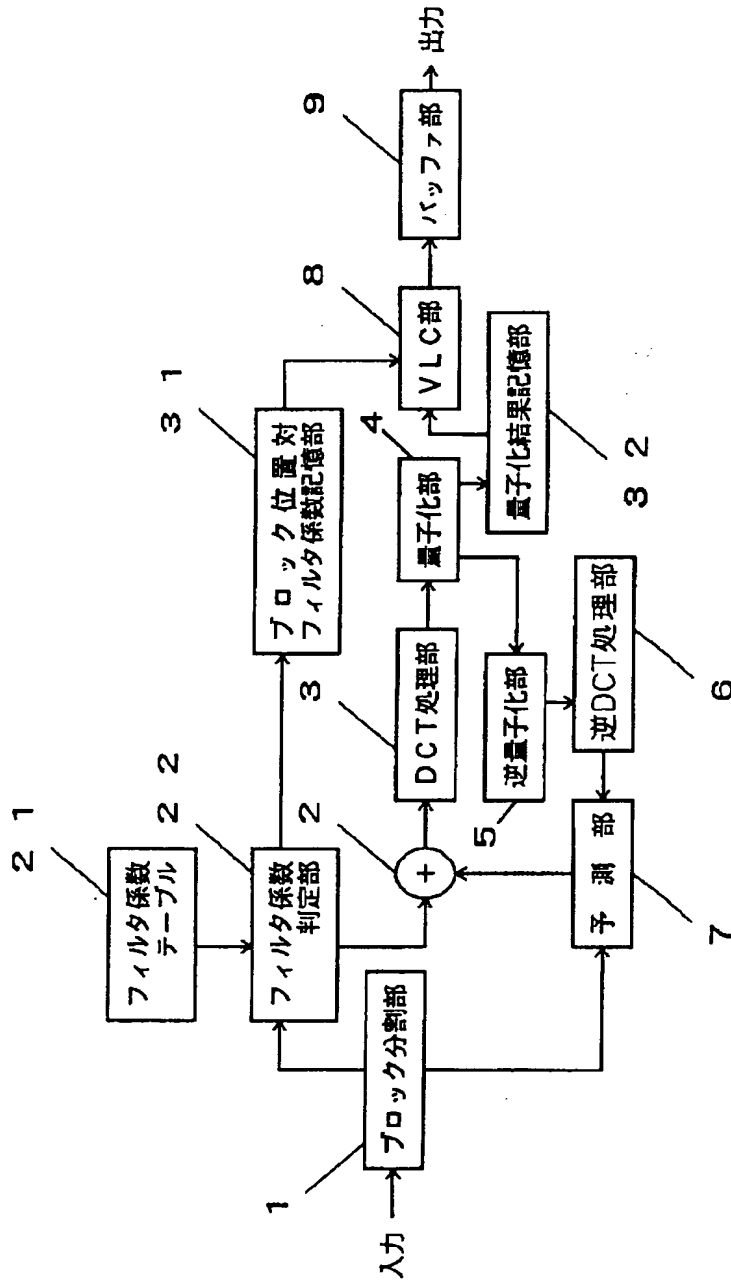 ２１
フィルタ係数
テーブル
２２
フィルタ係数
判定部
３１
ブロック位置対
フィルタ係数記憶部
入力
１
ブロック分割部
２
+
３
DCT処理部
４
量子化部
８
ＶＬＣ部
９
バッファ部
出力
５
逆量子化部
量子化結果記憶部
３２
７
予測部
逆DCT処理部
６